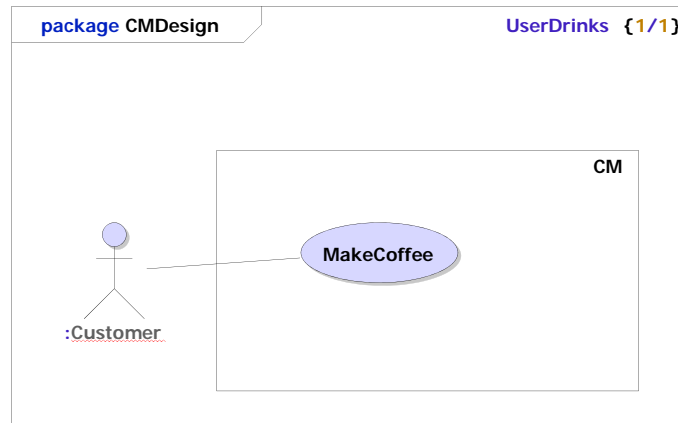 package CMDesign
UserDrinks {1/1}
CM
MakeCoffee
:Customer